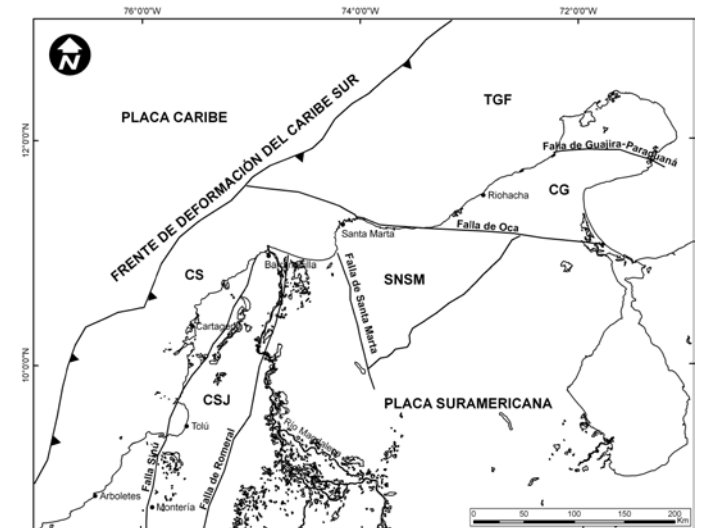 76°0'0"W
74°0'0"W
72°0'0"W
N
PLACA CARIBE
TGF
12°0'0"N
FRENTE DE DEFORMACIÓN DEL CARIBE SUR
Falla de Guajira-Paraguaná
CG
Riohacha
Falla de Oca
Santa Marta
CS
Barranquilla
Falla de Santa Marta
SNSM
Cartagena
10°0'0"N
CSJ
PLACA SURAMERICANA
Tolú
Río Magdalena
Falla Sinú
Falla de Romeral
Arboletes
Montería
0 50 100 150 200
Km